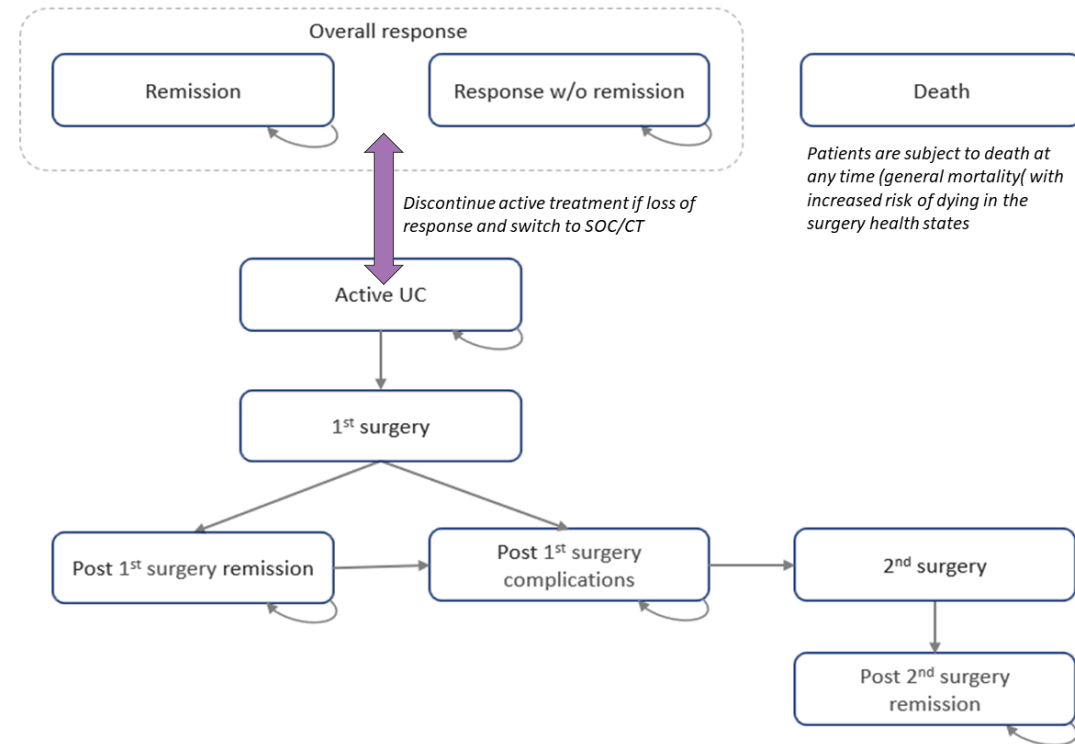 Overall response
Remission
Response w/o remission
Death
Patients are subject to death at
any time (general mortality( with
increased risk of dying in the
surgery health states
Discontinue active treatment if loss of
response and switch to SOC/CT
Active UC
1st surgery
Post 1st surgery remission
Post 1st surgery
complications
2nd surgery
Post 2nd surgery
remission